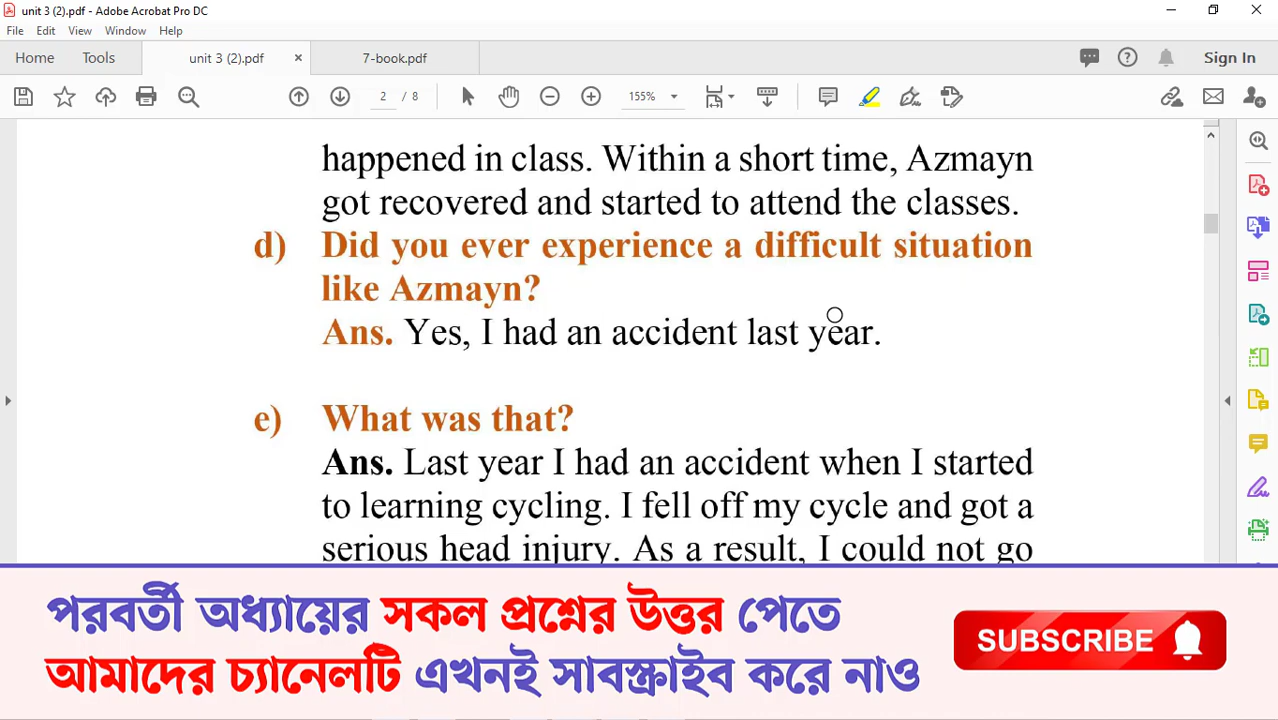 unit 3 (2).pdf - Adobe Acrobat Pro DC
File Edit View Window Help
Home Tools unit 3 (2).pdf × 7-book.pdf Sign In
2 / 8 155%
happened in class. Within a short time, Azmayn
got recovered and started to attend the classes.
d) Did you ever experience a difficult situation
like Azmayn?
Ans. Yes, I had an accident last year.
e) What was that?
Ans. Last year I had an accident when I started
to learning cycling. I fell off my cycle and got a
serious head injury. As a result, I could not go
পরবর্তী অধ্যায়ের সকল প্রশ্নের উত্তর পেতে
আমাদের চ্যানেলটি এখনই সাবস্ক্রাইব করে নাও
SUBSCRIBE